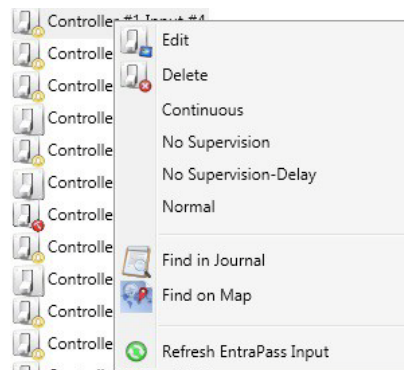 Controller #1 Input #4
Controlle
Edit
Controlle
Delete
Controlle
Continuous
Controlle
No Supervision
Controlle
No Supervision-Delay
Controlle
Normal
Controlle
Controlle
Find in Journal
Controlle
Find on Map
Controlle
Controlle
Refresh EntraPass Input